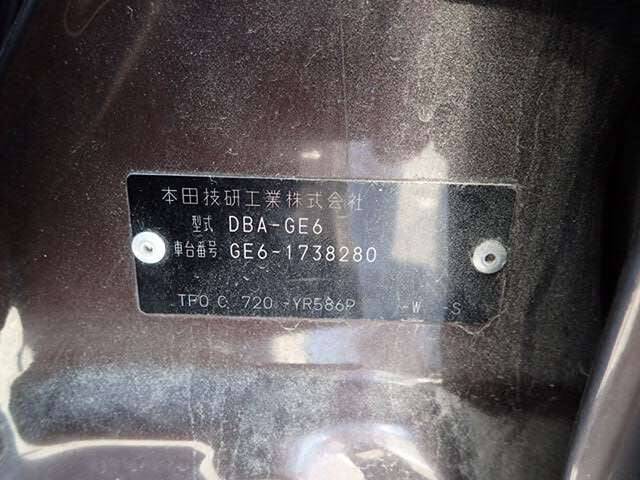 本田技研工業株式会社
型式 DBA-GE6
車台番号 GE6-1738280
TF0 C 720 -YR586P -W S